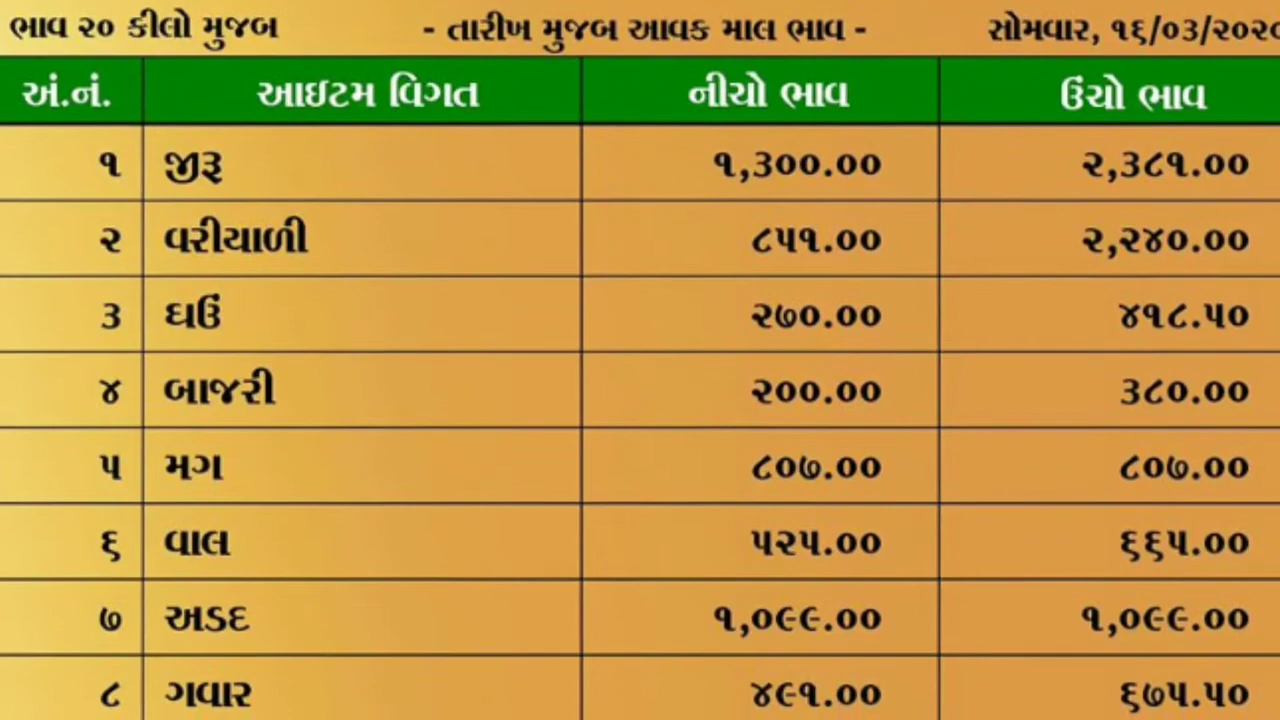 ભાવ ૨૦ કીલો મુજબ - તારીખ મુજબ આવક માલ ભાવ - સોમવાર, ૧૬/૦૩/૨૦૨૦
અં.નં. આઇટમ વિગત નીચો ભાવ ઉંચો ભાવ
૧ જીરૂ ૧,૩૦૦.૦૦ ૨,૩૮૧.૦૦
૨ વરીયાળી ૮૫૧.૦૦ ૨,૨૪૦.૦૦
૩ ઘઉં ૨૭૦.૦૦ ૪૧૮.૫૦
૪ બાજરી ૨૦૦.૦૦ ૩૮૦.૦૦
૫ મગ ૮૦૭.૦૦ ૮૦૭.૦૦
૬ વાલ ૫૨૫.૦૦ ૬૬૫.૦૦
૭ અડદ ૧,૦૯૯.૦૦ ૧,૦૯૯.૦૦
૮ ગવાર ૪૯૧.૦૦ ૬૭૫.૫૦